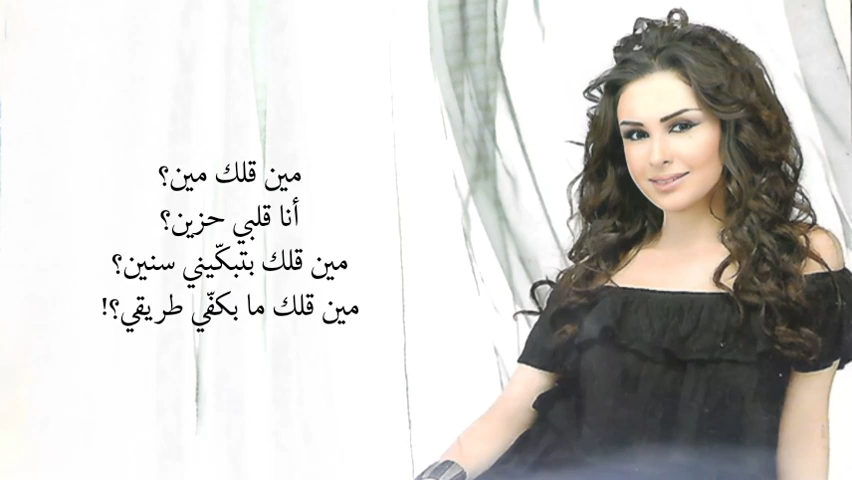 مين قلك مين؟
أنا قلبي حزين؟
مين قلك بتبكّيني سنين؟
مين قلك ما بكفّي طريقي؟!